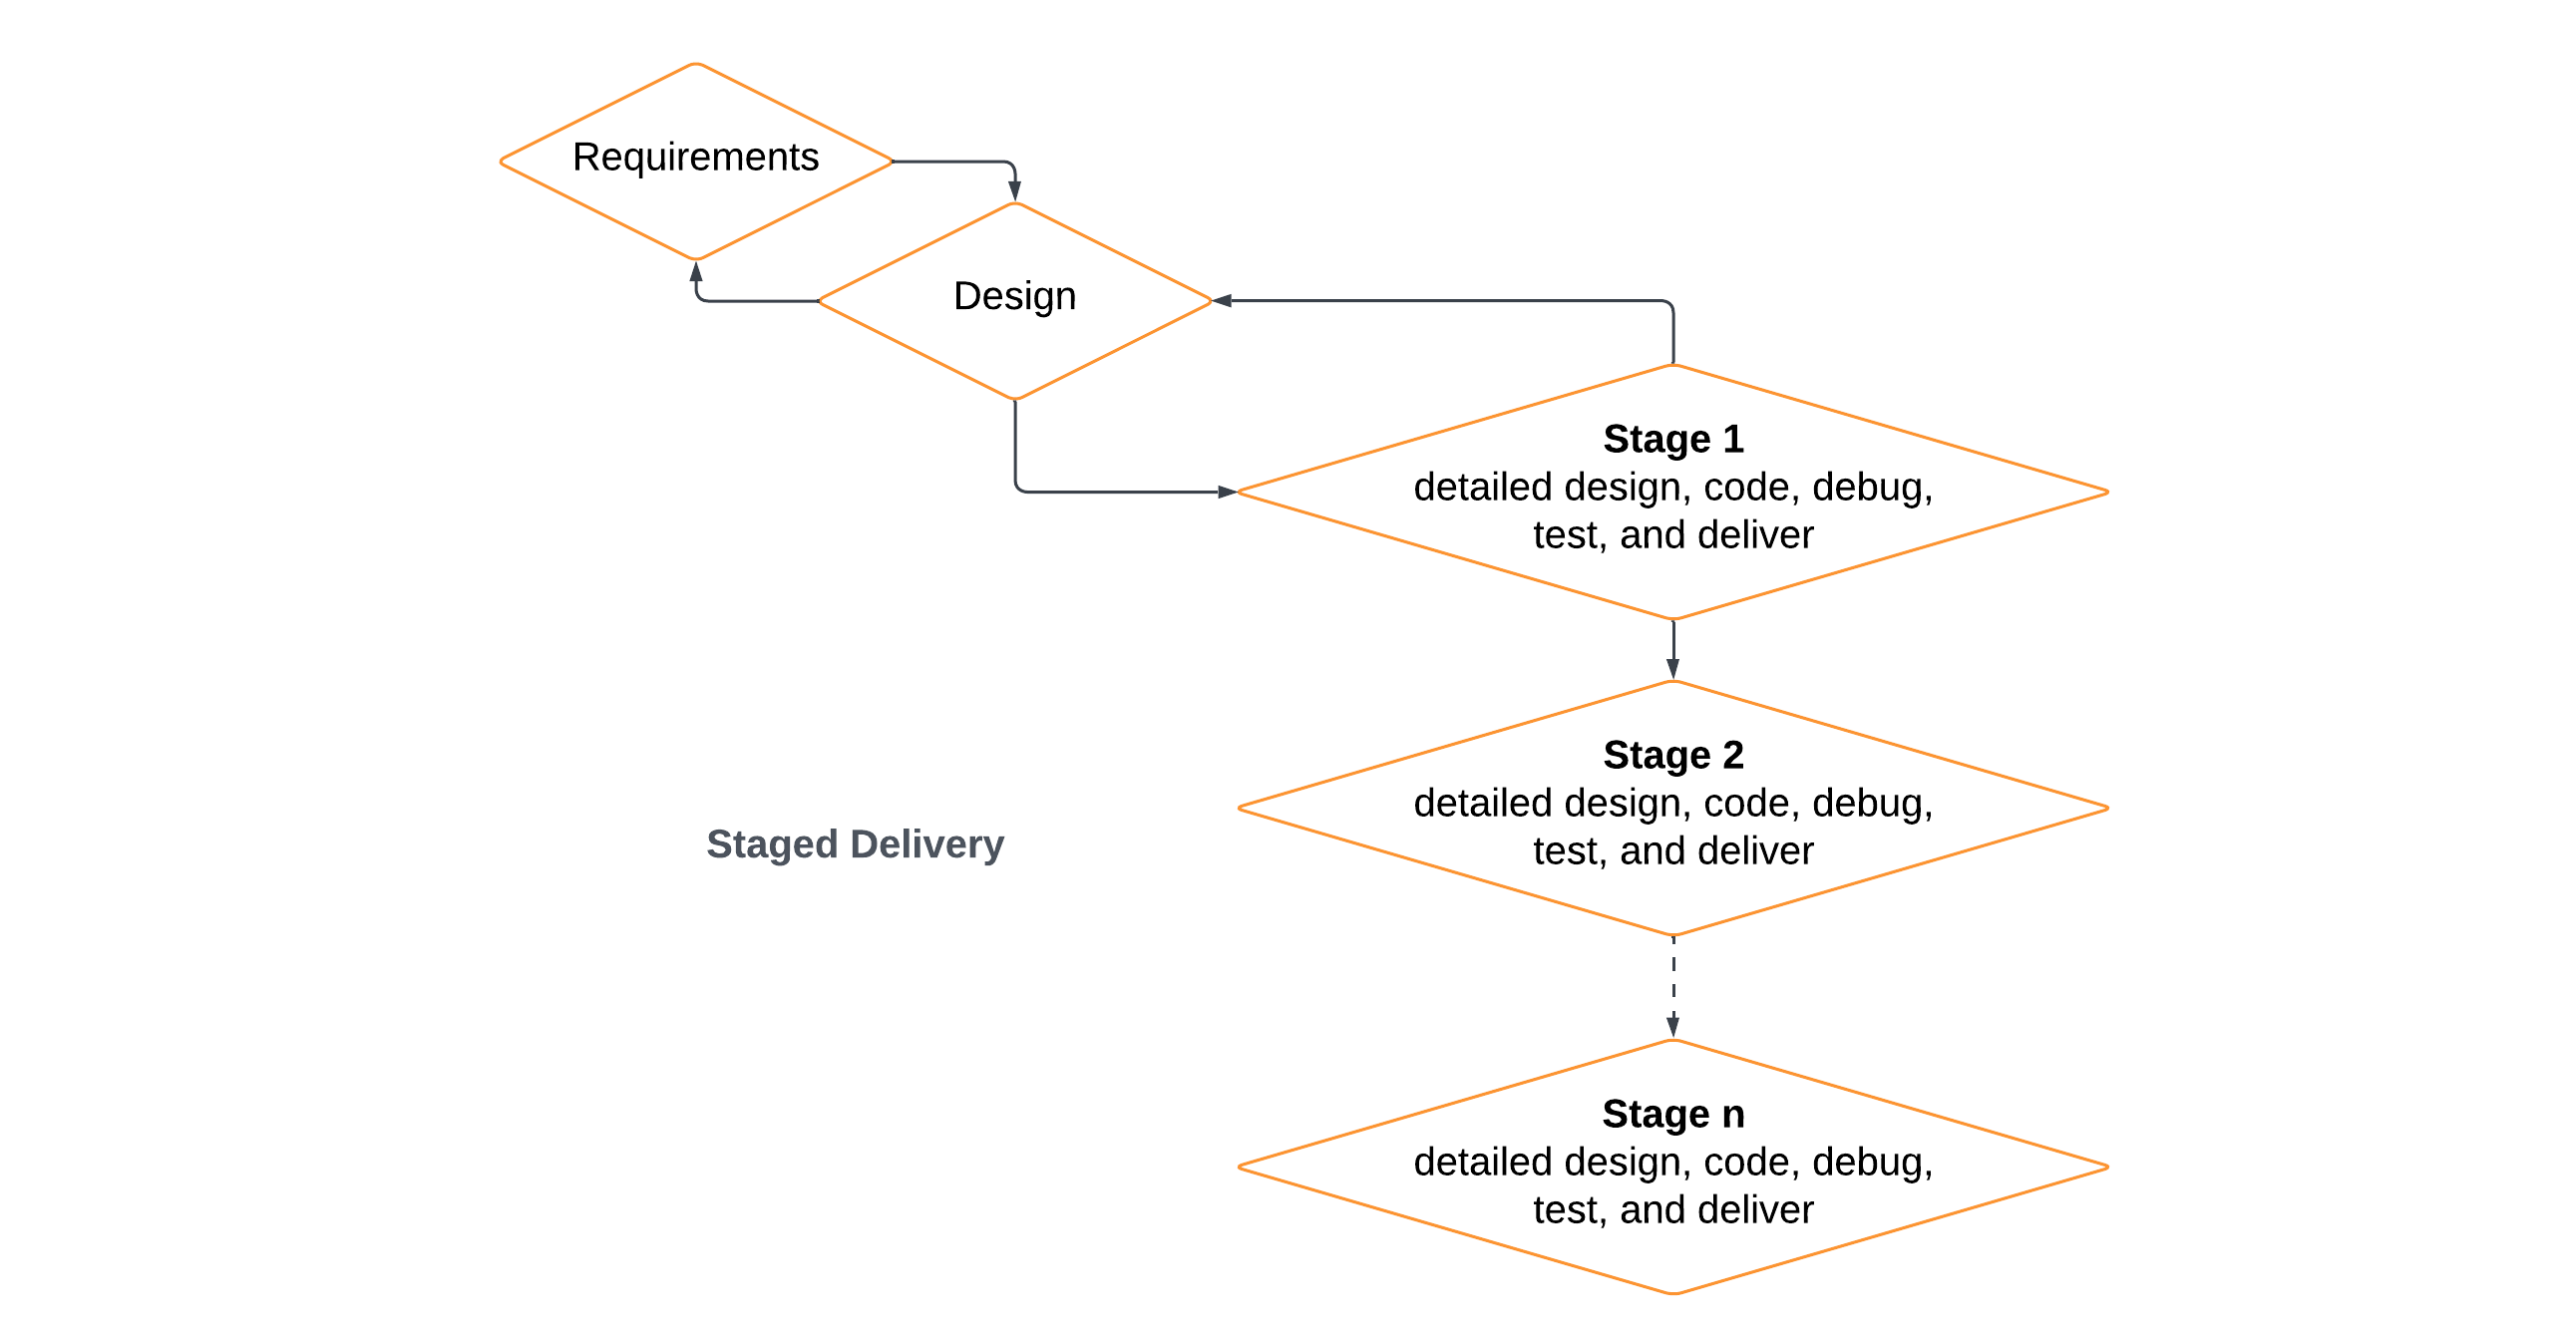 Requirements
Design
Stage 1
detailed design, code, debug,
test, and deliver
Stage 2
detailed design, code, debug,
test, and deliver
Staged Delivery
Stage n
detailed design, code, debug,
test, and deliver